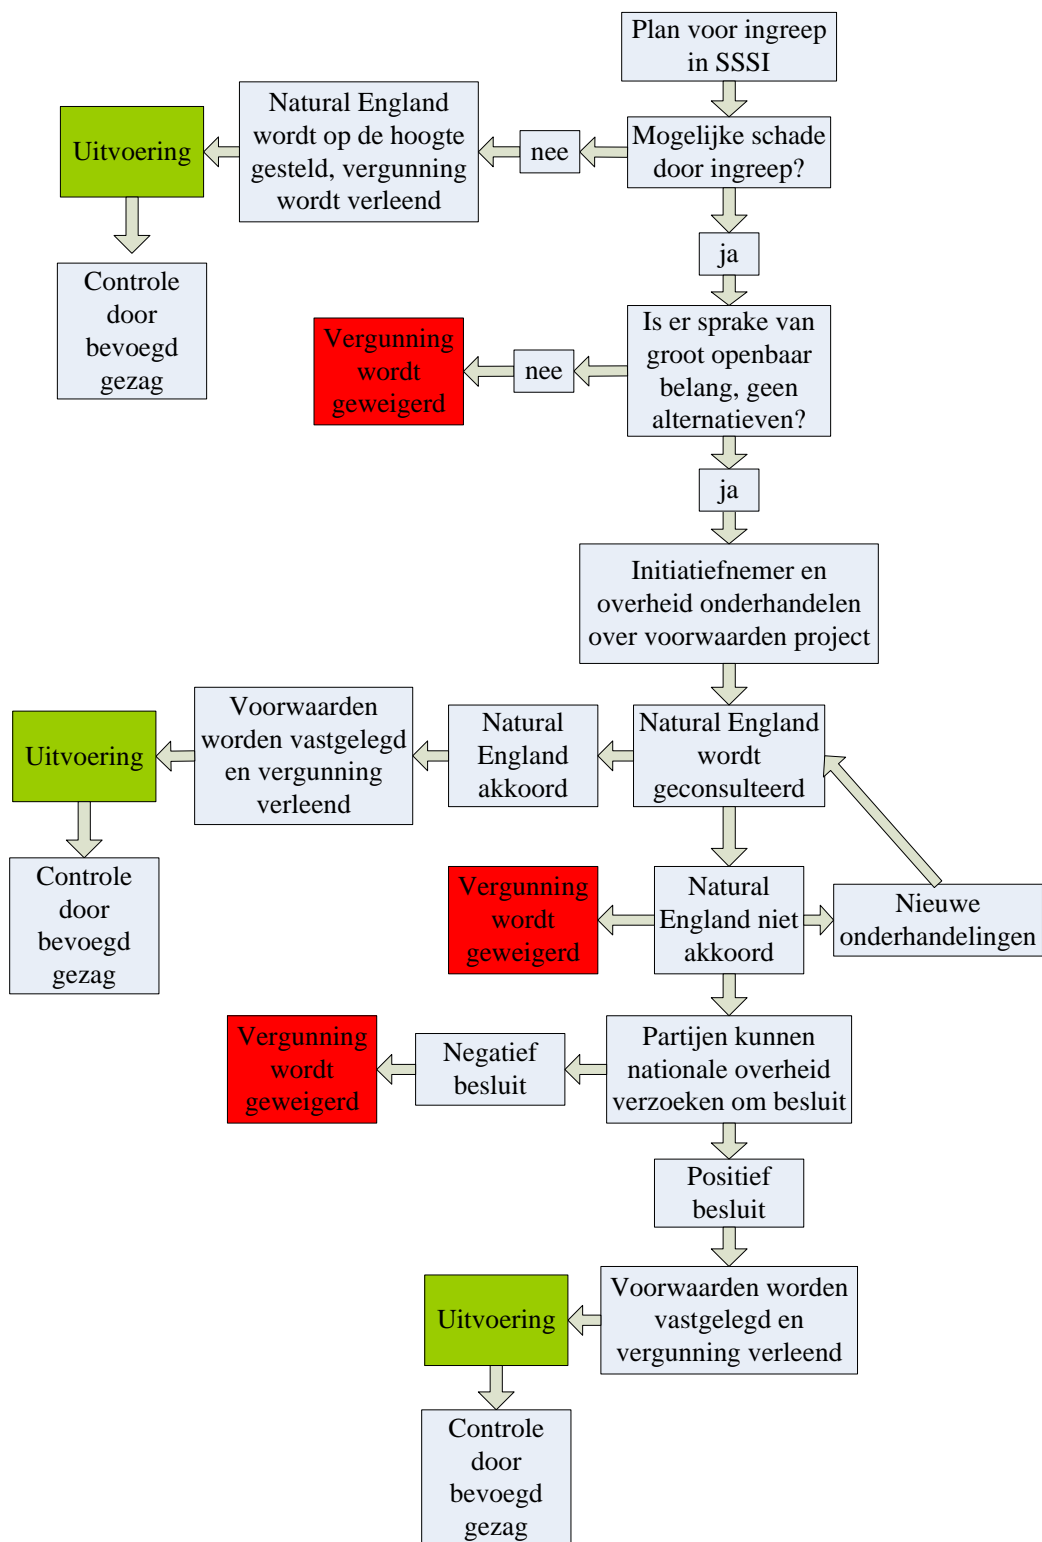 Plan voor ingreep
in SSSI
Mogelijke schade
door ingreep?
nee
Natural England
wordt op de hoogte
gesteld, vergunning
wordt verleend
Uitvoering
Controle
door
bevoegd
gezag
ja
Is er sprake van
groot openbaar
belang, geen
alternatieven?
nee
Vergunning
wordt
geweigerd
ja
Initiatiefnemer en
overheid onderhandelen
over voorwaarden project
Natural England
wordt
geconsulteerd
Natural
England
akkoord
Voorwaarden
worden vastgelegd
en vergunning
verleend
Uitvoering
Controle
door
bevoegd
gezag
Natural
England niet
akkoord
Vergunning
wordt
geweigerd
Nieuwe
onderhandelingen
Partijen kunnen
nationale overheid
verzoeken om besluit
Negatief
besluit
Vergunning
wordt
geweigerd
Positief
besluit
Voorwaarden worden
vastgelegd en
vergunning verleend
Uitvoering
Controle
door
bevoegd
gezag